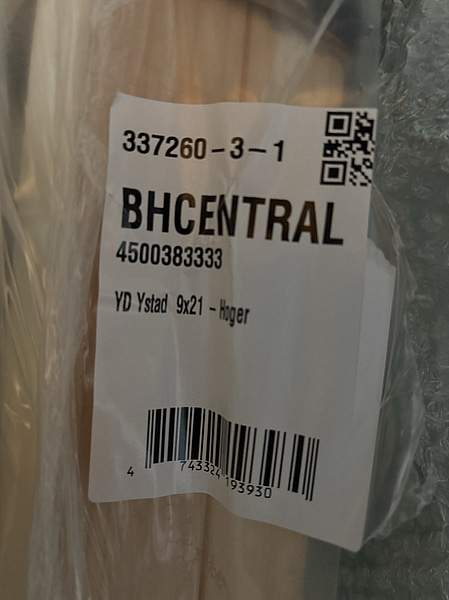 337260-3-1
BHCENTRAL
4500383333
YD Ystad 9x21 - Hoger
4 743324 193930